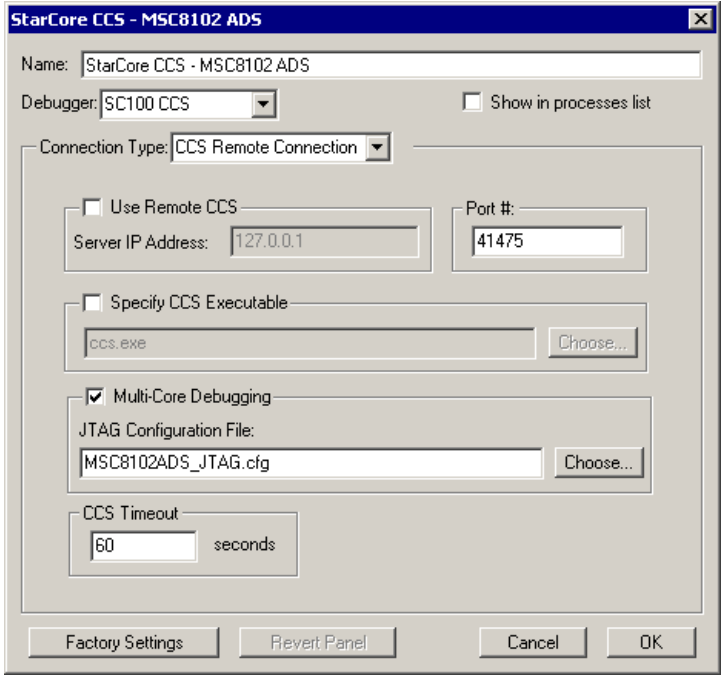 StarCore CCS - MSC8102 ADS
Name: StarCore CCS - MSC8102 ADS
Debugger: SC100 CCS Show in processes list
Connection Type: CCS Remote Connection
Use Remote CCS Port #:
Server IP Address: 127.0.0.1 41475
Specify CCS Executable
ccs.exe Choose...
Multi-Core Debugging
JTAG Configuration File:
MSC8102ADS_JTAG.cfg Choose...
CCS Timeout
60 seconds
Factory Settings Revert Panel Cancel OK